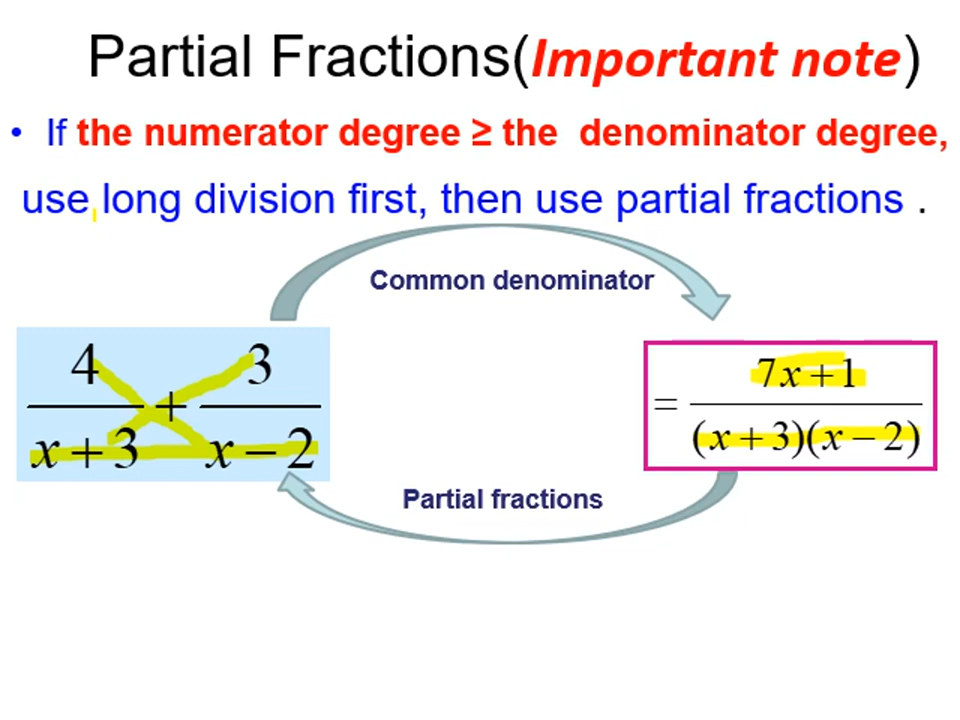 Partial Fractions(Important note)
• If the numerator degree ≥ the denominator degree,
use long division first, then use partial fractions .
Common denominator
4/(x + 3) + 3/(x − 2)
= (7x + 1)/((x + 3)(x − 2))
Partial fractions